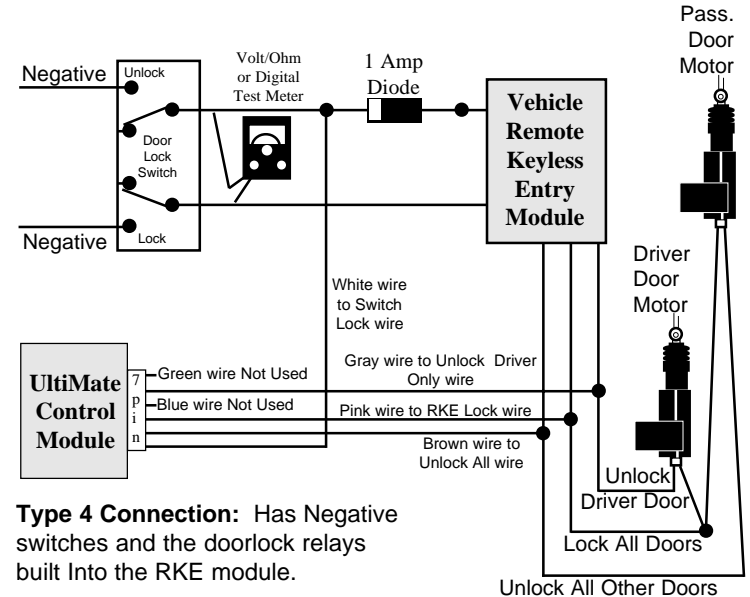 Pass.
Door
Motor
Volt/Ohm
or Digital
Test Meter
1 Amp
Diode
Negative
Unlock
Door
Lock
Switch
Lock
Negative
Vehicle
Remote
Keyless
Entry
Module
Driver
Door
Motor
White wire
to Switch
Lock wire
UltiMate
Control
Module
7
p
i
n
Green wire Not Used
Gray wire to Unlock Driver
Only wire
Blue wire Not Used
Pink wire to RKE Lock wire
Brown wire to
Unlock All wire
Unlock
Driver Door
Lock All Doors
Unlock All Other Doors
Type 4 Connection: Has Negative
switches and the doorlock relays
built Into the RKE module.